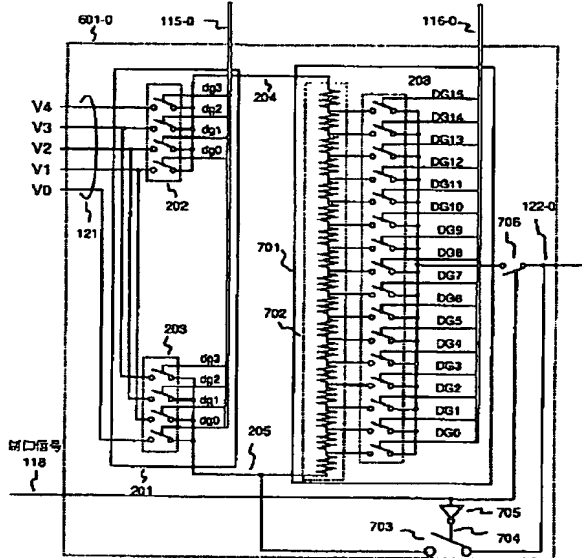 601-0
115-0
116-0
V4
V3
V2
V1
V0
121
202
dg3
dg2
dg1
dg0
204
208
DG15
DG14
DG13
DG12
DG11
DG10
DG9
DG8
DG7
DG6
DG5
DG4
DG3
DG2
DG1
DG0
122-0
706
701
702
203
dg3
dg2
dg1
dg0
205
201
118
705
704
703